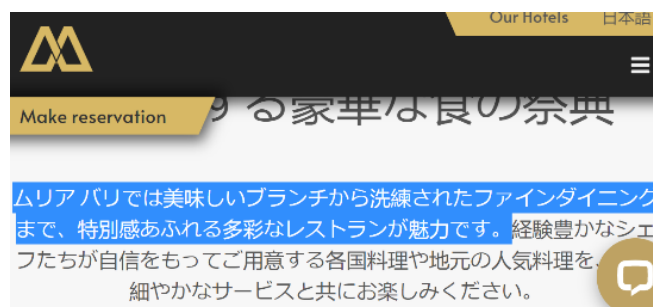 Our Hotels 日本語
Make reservation
する豪華な食の祭典
ムリア バリでは美味しいブランチから洗練されたファインダイニング
まで、特別感あふれる多彩なレストランが魅力です。経験豊かなシェ
フたちが自信をもってご用意する各国料理や地元の人気料理を、
細やかなサービスと共にお楽しみください。